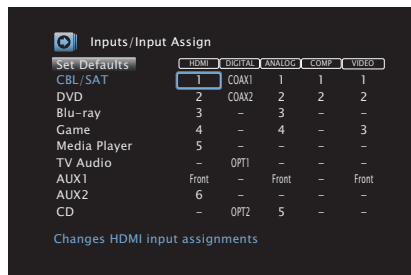 Inputs/Input Assign
Set Defaults HDMI DIGITAL ANALOG COMP VIDEO
CBL/SAT 1 COAX1 1 1 1
DVD 2 COAX2 2 2 2
Blu-ray 3 – 3 – –
Game 4 – 4 – 3
Media Player 5 – – – –
TV Audio – OPT1 – – –
AUX1 Front – Front – Front
AUX2 6 – – – –
CD – OPT2 5 – –
Changes HDMI input assignments